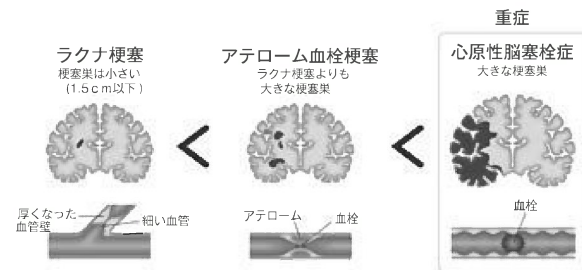 重症
ラクナ梗塞
梗塞巣は小さい
(1.5cm以下)
厚くなった
血管壁
細い血管
<
アテローム血栓梗塞
ラクナ梗塞よりも
大きな梗塞巣
アテローム
血栓
<
心原性脳塞栓症
大きな梗塞巣
血栓